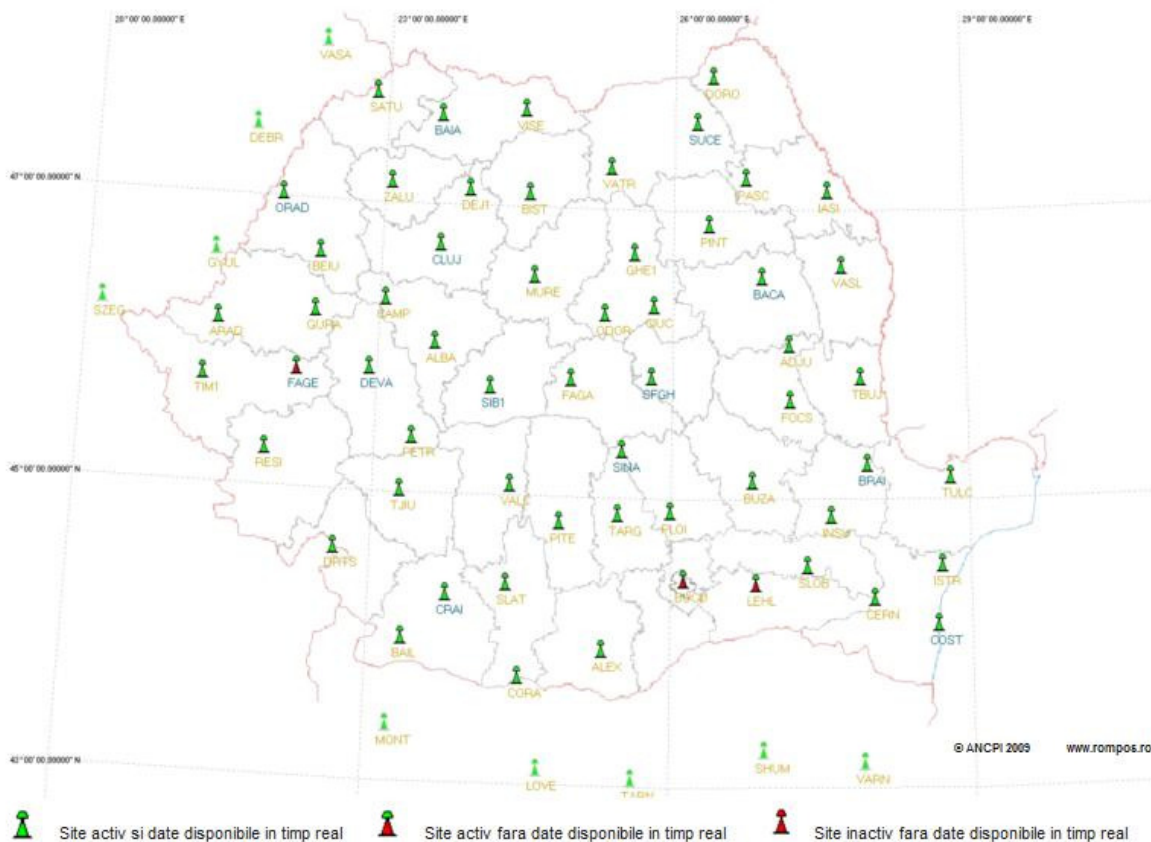 20°00'00.00000" E
23°00'00.00000" E
26°00'00.00000" E
29°00'00.00000" E
VASA
SATU
DORO
BAIA
VISE
DEBR
SUCE
47°00'00.00000" N
ORAD
ZALU
DEJ1
BIST
VATR
PASC
IASI
PINT
GYUL
BEIU
CLUJ
GHE1
MURE
BACA
VASL
SZEG
ARAD
GURA
CAMP
ODOR
CIUC
ALBA
ADJU
TIM1
FAGE
DEVA
SIB1
FAGA
SFGH
TBUJ
FOCS
RESI
PETR
SINA
45°00'00.00000" N
BRAI
TULC
TJIU
VALC
BUZA
PITE
TARG
PLOI
INSU
DRTS
ISTR
SLOB
LEHL
CRAI
SLAT
CERN
COST
BAIL
ALEX
CORA
MONT
43°00'00.00000" N
© ANCPI 2009
www.rompos.ro
SHUM
VARN
LOVE
TARN
Site activ si date disponibile in timp real
Site activ fara date disponibile in timp real
Site inactiv fara date disponibile in timp real